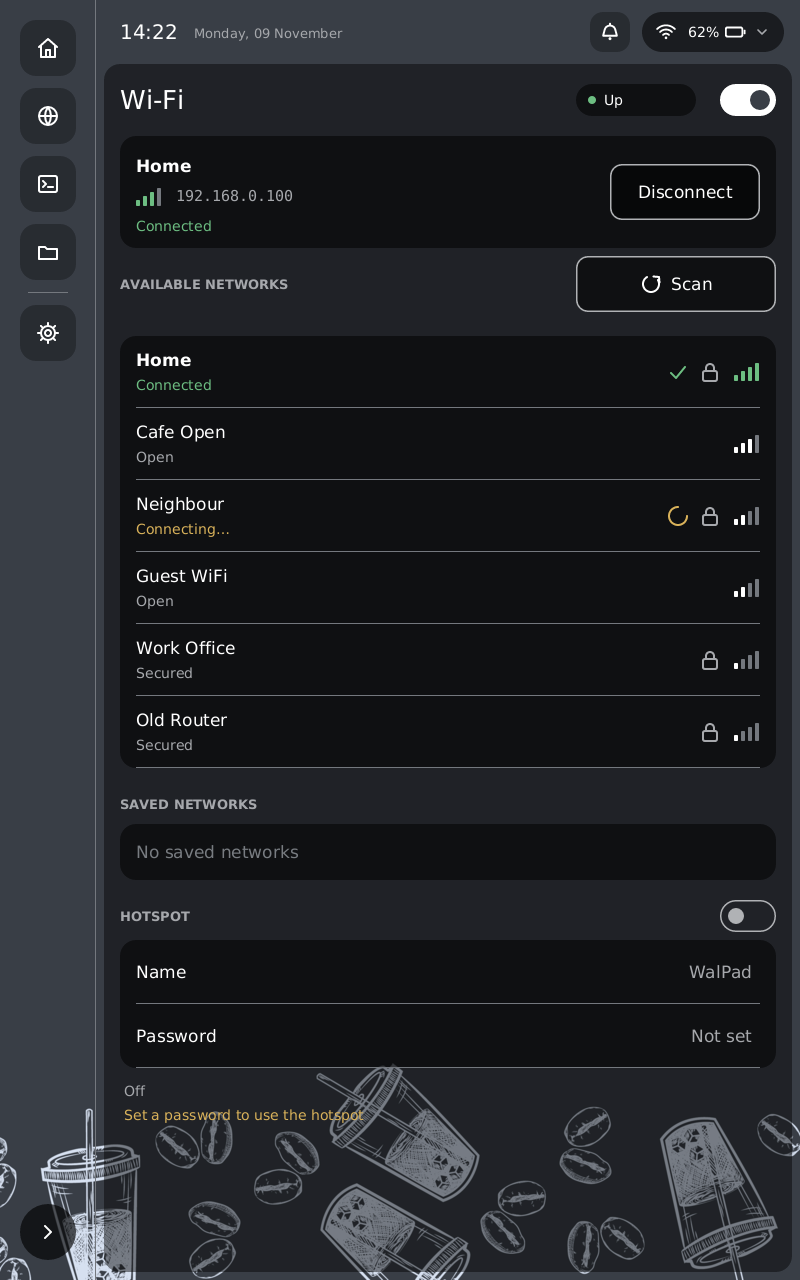 14:22 Monday, 09 November
62%
Wi-Fi
Up
Home
192.168.0.100
Connected
Disconnect
AVAILABLE NETWORKS
Scan
Home
Connected
Cafe Open
Open
Neighbour
Connecting...
Guest WiFi
Open
Work Office
Secured
Old Router
Secured
SAVED NETWORKS
No saved networks
HOTSPOT
Name WalPad
Password Not set
Off
Set a password to use the hotspot